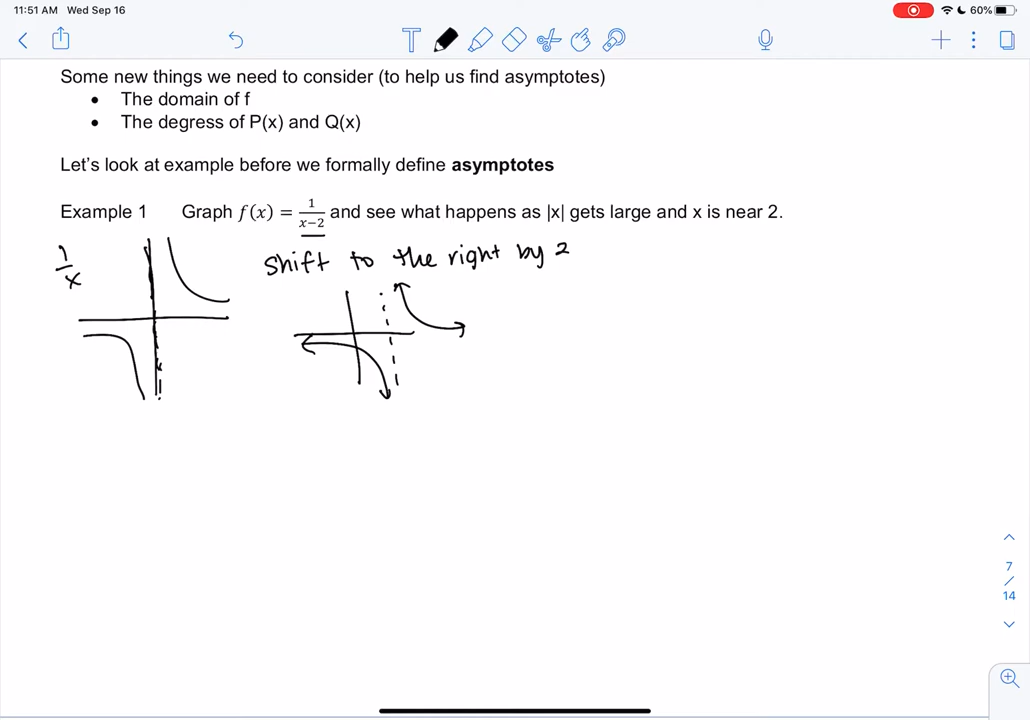 11:51 AM Wed Sep 16
60%
T
Some new things we need to consider (to help us find asymptotes)
• The domain of f
• The degress of P(x) and Q(x)
Let's look at example before we formally define asymptotes
Example 1 Graph f(x) = 1/(x−2) and see what happens as |x| gets large and x is near 2.
1/x
shift to the right by 2
7
/
14